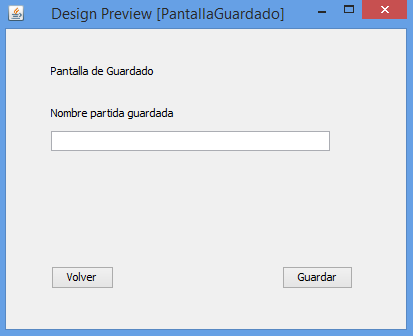 Design Preview [PantallaGuardado]
Pantalla de Guardado
Nombre partida guardada
Volver
Guardar